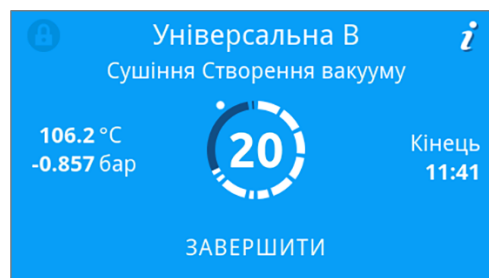 Універсальна B
i
Сушіння Створення вакууму
106.2 °C
-0.857 бар
20
Кінець
11:41
ЗАВЕРШИТИ